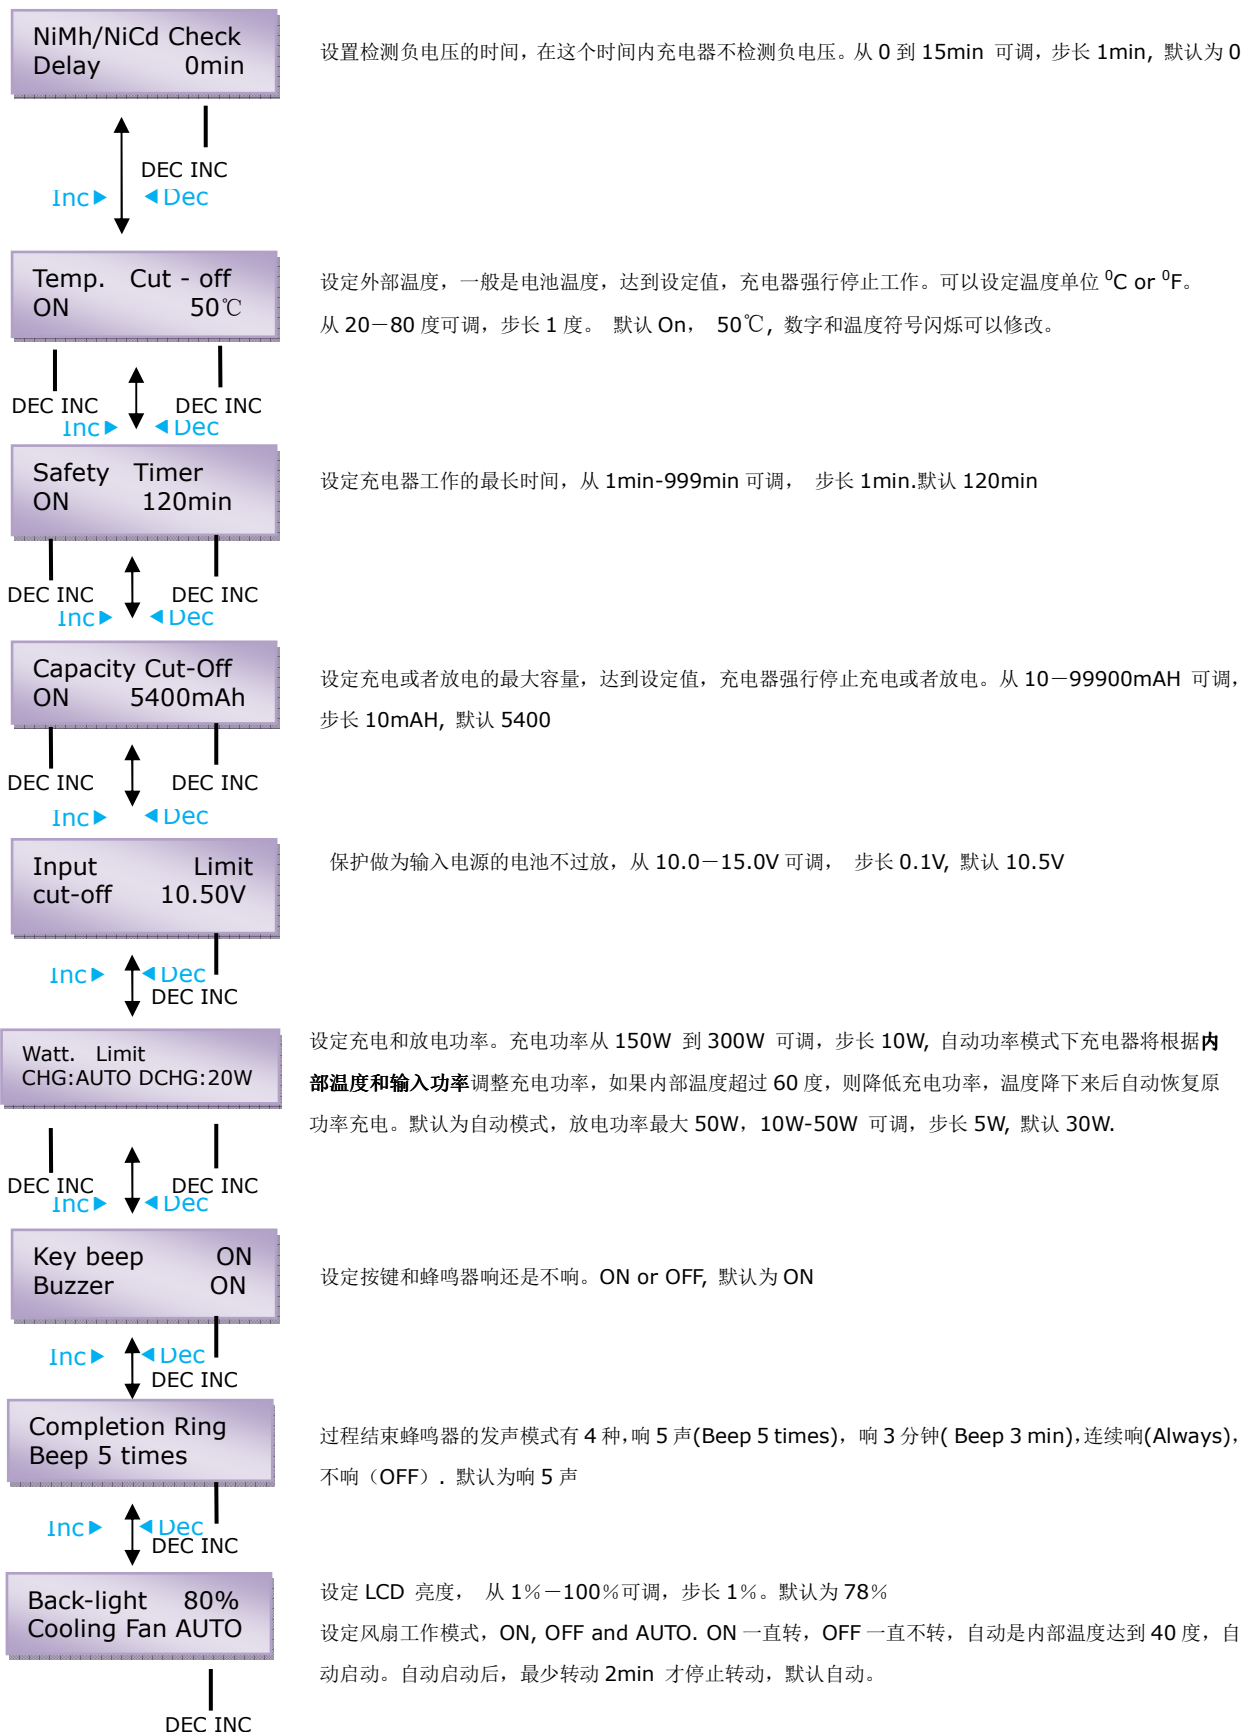 NiMh/NiCd Check
Delay 0min
设置检测负电压的时间，在这个时间内充电器不检测负电压。从 0 到 15min 可调，步长 1min, 默认为 0
DEC INC
Inc ◀Dec
Temp. Cut - off
ON 50℃
设定外部温度，一般是电池温度，达到设定值，充电器强行停止工作。可以设定温度单位 ⁰C or ⁰F。
从 20－80 度可调，步长 1 度。 默认 On， 50℃, 数字和温度符号闪烁可以修改。
DEC INC DEC INC
Inc▶ ◀Dec
Safety Timer
ON 120min
设定充电器工作的最长时间，从 1min-999min 可调， 步长 1min.默认 120min
DEC INC DEC INC
Inc▶ ◀Dec
Capacity Cut-Off
ON 5400mAh
设定充电或者放电的最大容量，达到设定值，充电器强行停止充电或者放电。从 10－99900mAH 可调，
步长 10mAH, 默认 5400
DEC INC DEC INC
Inc▶ ◀Dec
Input Limit
cut-off 10.50V
保护做为输入电源的电池不过放，从 10.0－15.0V 可调， 步长 0.1V, 默认 10.5V
Inc▶ ◀Dec
DEC INC
Watt. Limit
CHG:AUTO DCHG:20W
设定充电和放电功率。充电功率从 150W 到 300W 可调，步长 10W, 自动功率模式下充电器将根据内
部温度和输入功率调整充电功率，如果内部温度超过 60 度，则降低充电功率，温度降下来后自动恢复原
功率充电。默认为自动模式，放电功率最大 50W，10W-50W 可调，步长 5W, 默认 30W.
DEC INC DEC INC
Inc▶ ◀Dec
Key beep ON
Buzzer ON
设定按键和蜂鸣器响还是不响。ON or OFF, 默认为 ON
Inc▶ ◀Dec
DEC INC
Completion Ring
Beep 5 times
过程结束蜂鸣器的发声模式有 4 种，响 5 声(Beep 5 times)，响 3 分钟( Beep 3 min)，连续响(Always)，
不响（OFF）. 默认为响 5 声
Inc▶ ◀Dec
DEC INC
Back-light 80%
Cooling Fan AUTO
设定 LCD 亮度， 从 1％－100％可调，步长 1％。默认为 78％
设定风扇工作模式，ON, OFF and AUTO. ON 一直转，OFF 一直不转，自动是内部温度达到 40 度，自
动启动。自动启动后，最少转动 2min 才停止转动，默认自动。
DEC INC